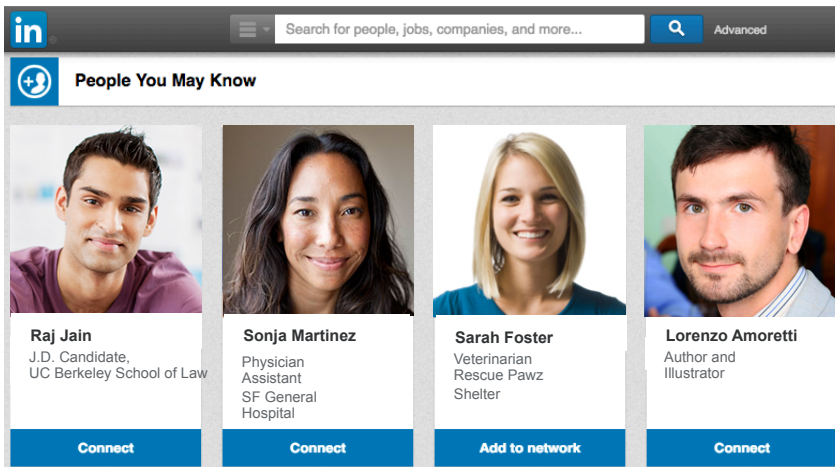 in
Search for people, jobs, companies, and more...
Advanced
People You May Know
Raj Jain
J.D. Candidate,
UC Berkeley School of Law
Connect
Sonja Martinez
Physician
Assistant
SF General
Hospital
Connect
Sarah Foster
Veterinarian
Rescue Pawz
Shelter
Add to network
Lorenzo Amoretti
Author and
Illustrator
Connect